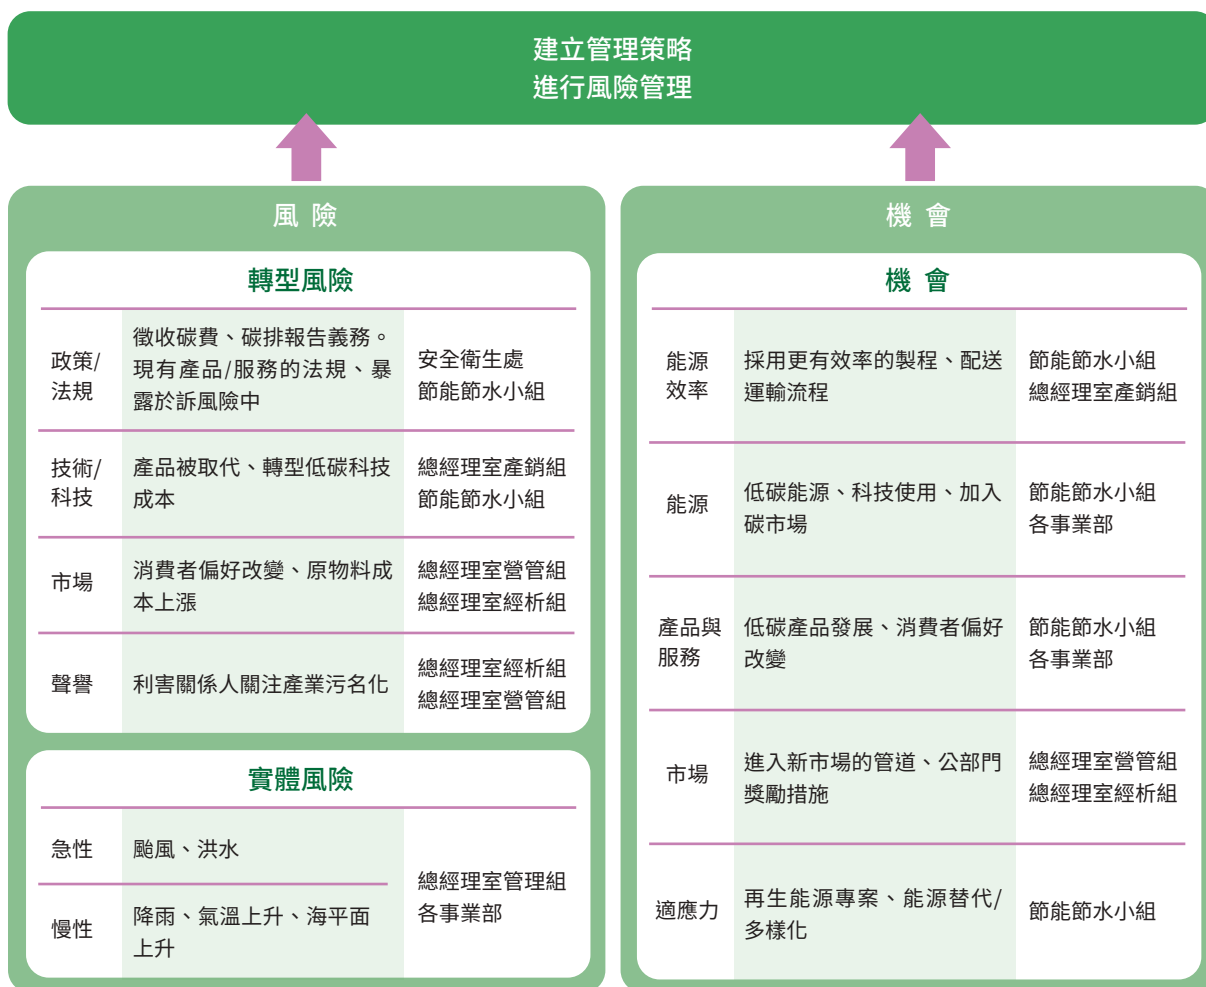 建立管理策略
進行風險管理
風 險
轉型風險
政策/
法規
徵收碳費、碳排報告義務。
現有產品/服務的法規、暴
露於訴風險中
安全衛生處
節能節水小組
技術/
科技
產品被取代、轉型低碳科技
成本
總經理室產銷組
節能節水小組
市場
消費者偏好改變、原物料成
本上漲
總經理室營管組
總經理室經析組
聲譽
利害關係人關注產業污名化
總經理室經析組
總經理室營管組
實體風險
急性
颱風、洪水
慢性
降雨、氣溫上升、海平面
上升
總經理室管理組
各事業部
機 會
機 會
能源
效率
採用更有效率的製程、配送
運輸流程
節能節水小組
總經理室產銷組
能源
低碳能源、科技使用、加入
碳市場
節能節水小組
各事業部
產品與
服務
低碳產品發展、消費者偏好
改變
節能節水小組
各事業部
市場
進入新市場的管道、公部門
獎勵措施
總經理室營管組
總經理室經析組
適應力
再生能源專案、能源替代/
多樣化
節能節水小組